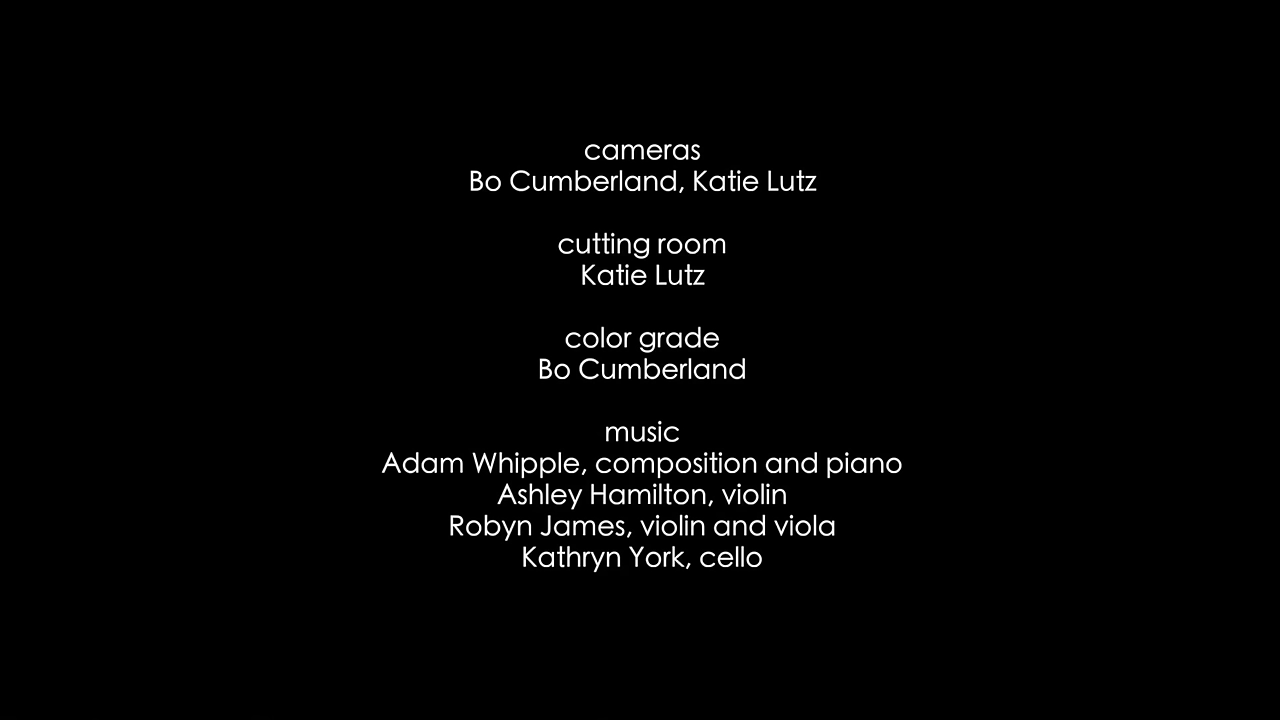 cameras
Bo Cumberland, Katie Lutz
cutting room
Katie Lutz
color grade
Bo Cumberland
music
Adam Whipple, composition and piano
Ashley Hamilton, violin
Robyn James, violin and viola
Kathryn York, cello